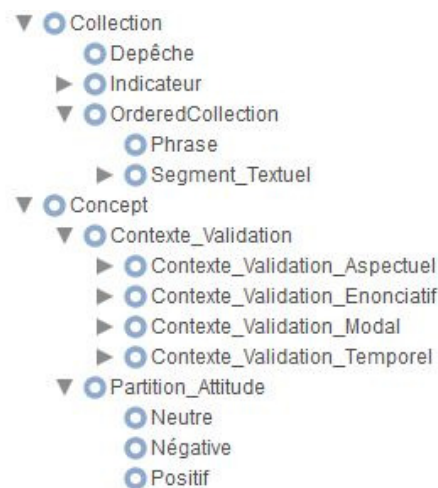 Collection
Depêche
Indicateur
OrderedCollection
Phrase
Segment_Textuel
Concept
Contexte_Validation
Contexte_Validation_Aspectuel
Contexte_Validation_Enonciatif
Contexte_Validation_Modal
Contexte_Validation_Temporel
Partition_Attitude
Neutre
Négative
Positif